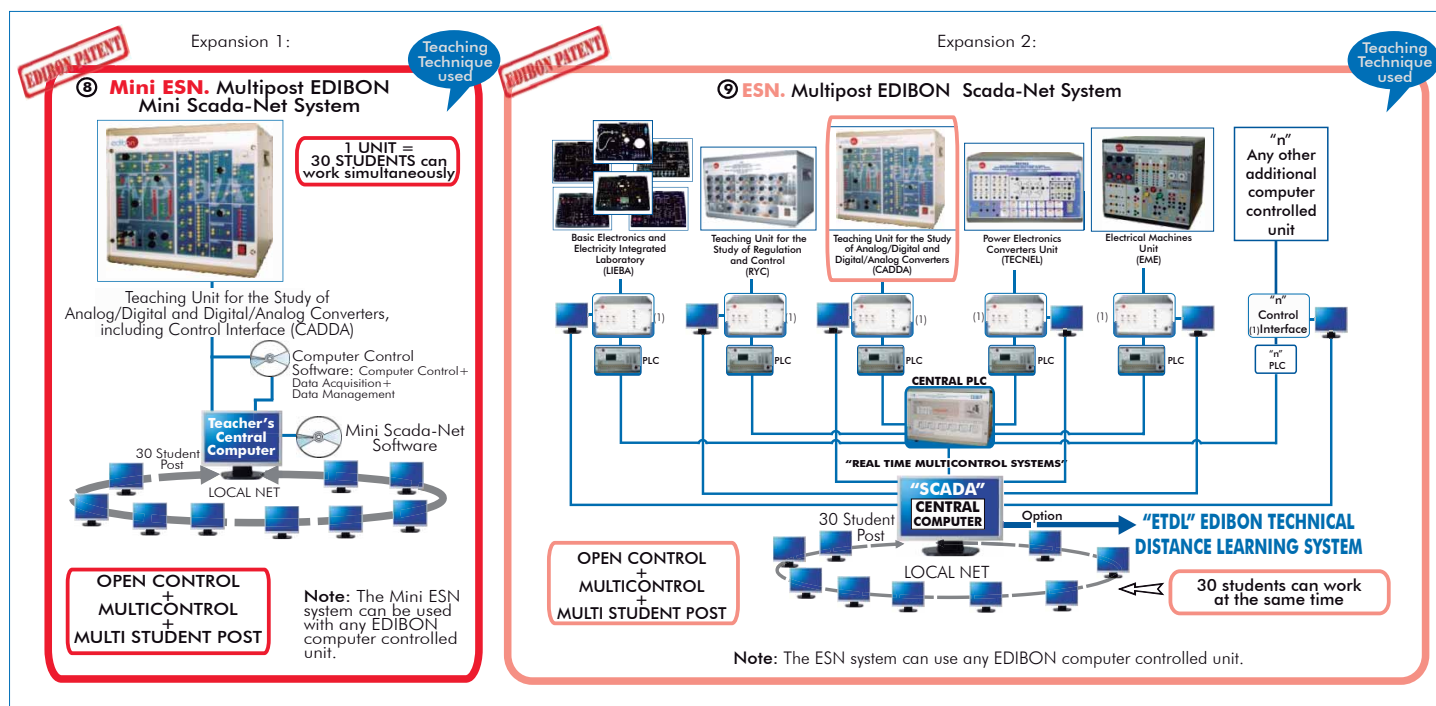 Expansion 1:
EDIBON PATENT
Teaching
Technique
used
8 Mini ESN. Multipost EDIBON
Mini Scada-Net System
1 UNIT =
30 STUDENTS can
work simultaneously
Teaching Unit for the Study of
Analog/Digital and Digital/Analog Converters,
including Control Interface (CADDA)
Computer Control
Software: Computer Control+
Data Acquisition+
Data Management
Teacher's
Central
Computer
Mini Scada-Net
Software
30 Student
Post
LOCAL NET
OPEN CONTROL
+
MULTICONTROL
+
MULTI STUDENT POST
Note: The Mini ESN
system can be used
with any EDIBON
computer controlled
unit.
Expansion 2:
EDIBON PATENT
Teaching
Technique
used
9 ESN. Multipost EDIBON Scada-Net System
Basic Electronics and
Electricity Integrated
Laboratory
(LIEBA)
Teaching Unit for the
Study of Regulation
and Control
(RYC)
Teaching Unit for the Study
of Analog/Digital and
Digital/Analog Converters
(CADDA)
Power Electronics
Converters Unit
(TECNEL)
Electrical Machines
Unit
(EME)
“n”
Any other
additional
computer
controlled
unit
(1)
(1)
(1)
(1)
(1)
“n”
Control
(1)Interface
PLC
PLC
PLC
PLC
PLC
“n”
PLC
CENTRAL PLC
“REAL TIME MULTICONTROL SYSTEMS”
“SCADA”
CENTRAL
COMPUTER
Option
“ETDL” EDIBON TECHNICAL
DISTANCE LEARNING SYSTEM
30 Student
Post
LOCAL NET
OPEN CONTROL
+
MULTICONTROL
+
MULTI STUDENT POST
30 students can work
at the same time
Note: The ESN system can use any EDIBON computer controlled unit.